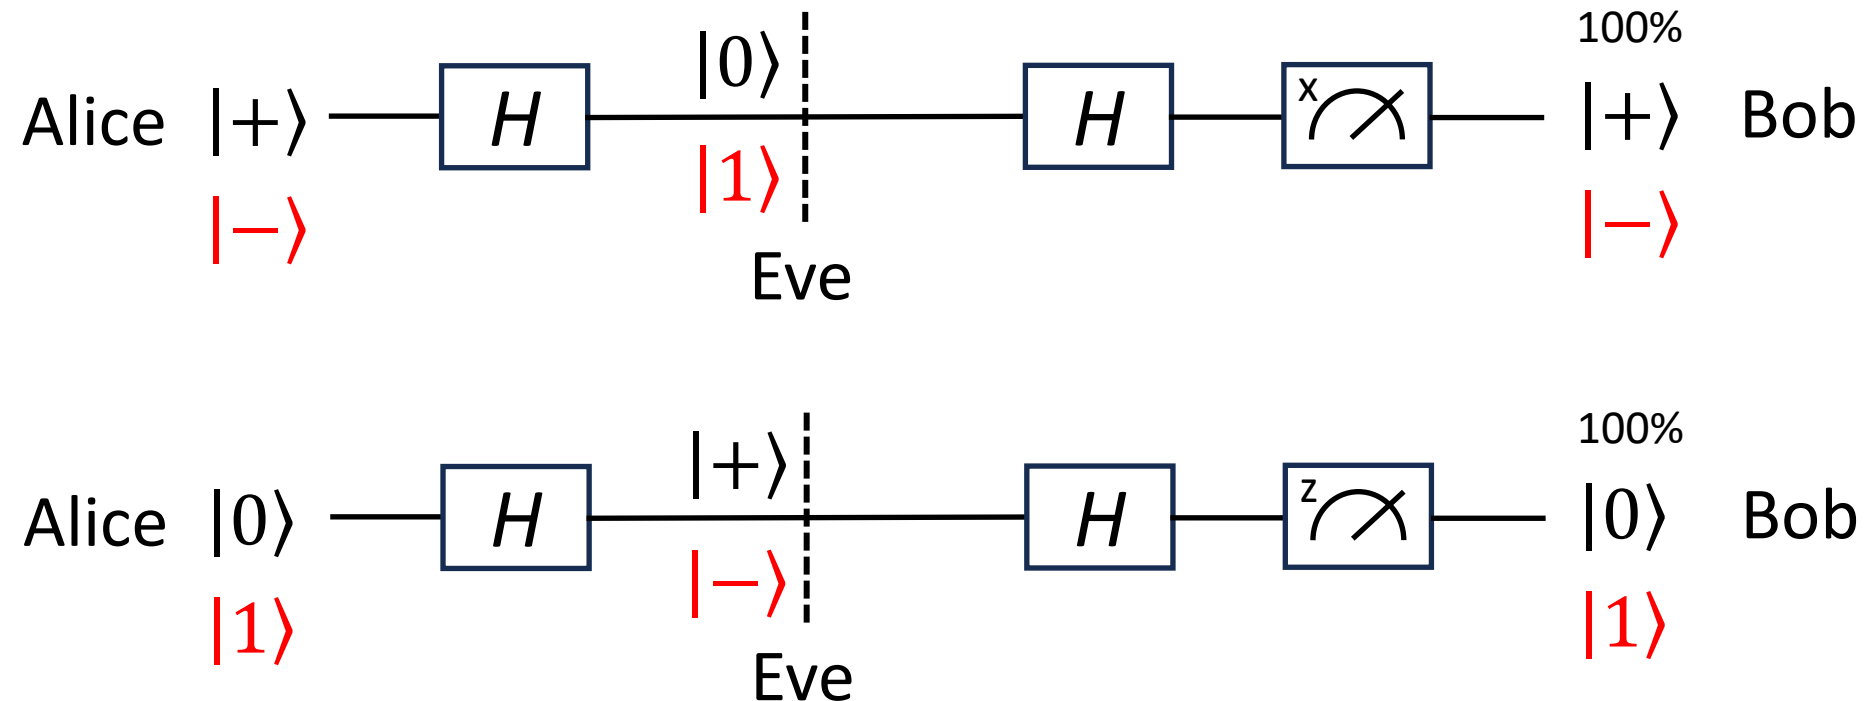 100%
Alice |+⟩ H |0⟩ H X |+⟩ Bob
|−⟩ |1⟩ |−⟩
Eve
100%
Alice |0⟩ H |+⟩ H Z |0⟩ Bob
|1⟩ |−⟩ |1⟩
Eve